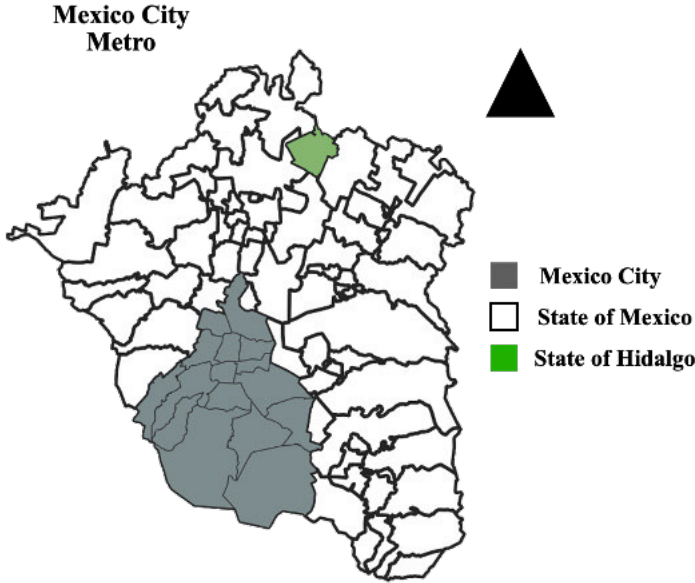 Mexico City
Metro
Mexico City
State of Mexico
State of Hidalgo